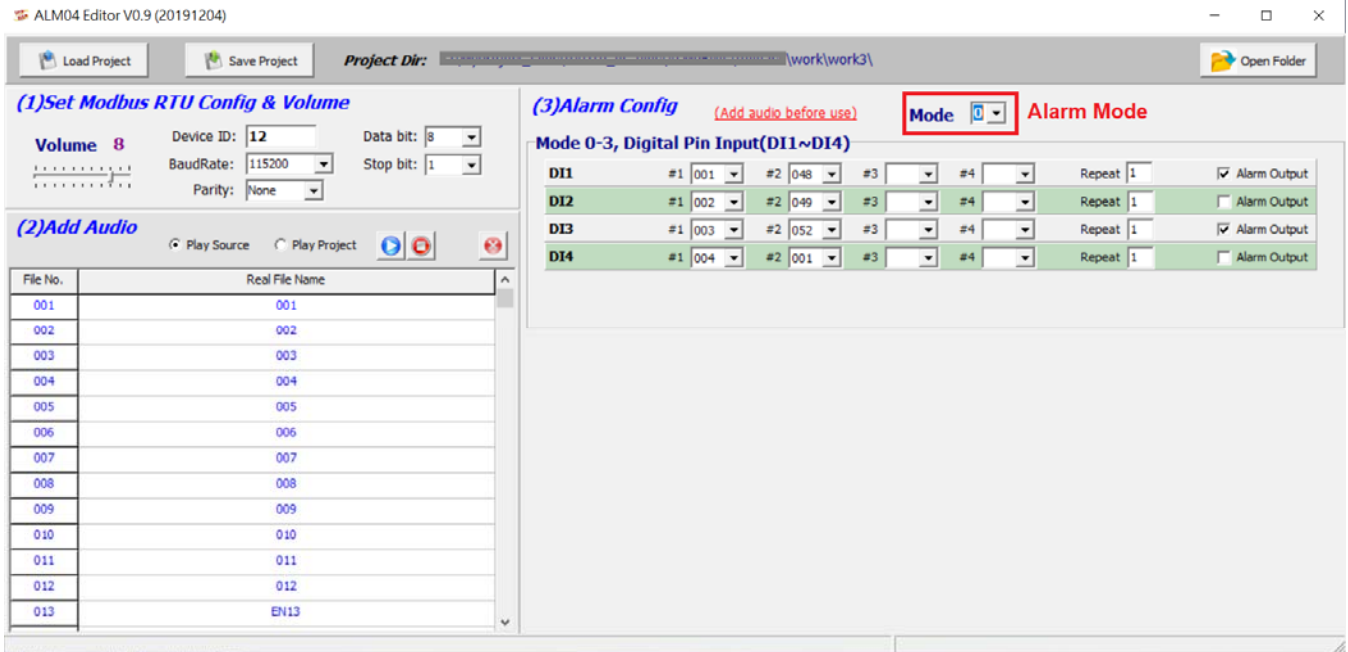 ALM04 Editor V0.9 (20191204)
Load Project Save Project Project Dir: \work\work3\ Open Folder
(1)Set Modbus RTU Config & Volume
Volume 8 Device ID: 12 Data bit: 8
BaudRate: 115200 Stop bit: 1
Parity: None
(2)Add Audio
Play Source Play Project
File No. Real File Name
001 001
002 002
003 003
004 004
005 005
006 006
007 007
008 008
009 009
010 010
011 011
012 012
013 EN13
(3)Alarm Config (Add audio before use) Mode 0 Alarm Mode
Mode 0-3, Digital Pin Input(DI1~DI4)
DI1 #1 001 #2 048 #3 #4 Repeat 1 Alarm Output
DI2 #1 002 #2 049 #3 #4 Repeat 1 Alarm Output
DI3 #1 003 #2 052 #3 #4 Repeat 1 Alarm Output
DI4 #1 004 #2 001 #3 #4 Repeat 1 Alarm Output